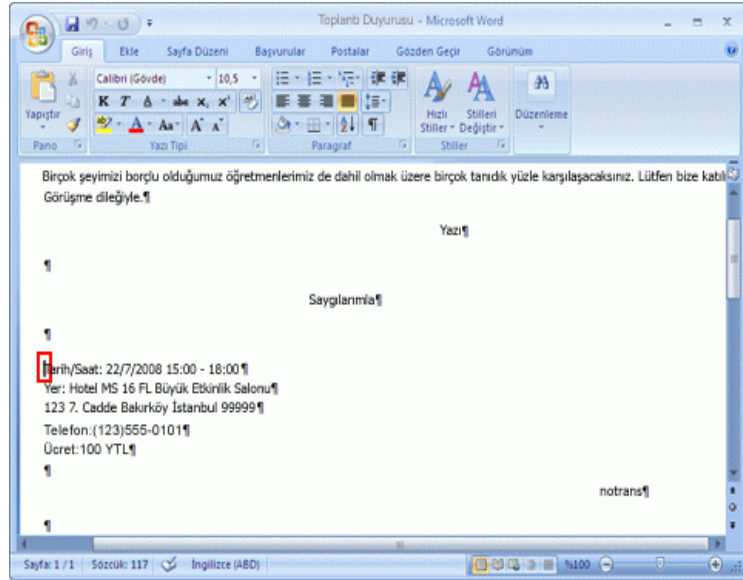 Toplantı Duyurusu - Microsoft Word
Giriş Ekle Sayfa Düzeni Başvurular Postalar Gözden Geçir Görünüm
Calibri (Gövde) 10,5
K T A abc x, x²
Aa A A
Yapıştır
Hızlı Stiller Stilleri Değiştir Düzenleme
Pano Yazı Tipi Paragraf Stiller
Birçok şeyimizi borçlu olduğumuz öğretmenlerimiz de dahil olmak üzere birçok tanıdık yüzle karşılaşacaksınız. Lütfen bize katılı
Görüşme dileğiyle.¶
Yazı¶
¶
Saygılarımla¶
¶
Tarih/Saat: 22/7/2008 15:00 - 18:00¶
Yer: Hotel MS 16 FL Büyük Etkinlik Salonu¶
123 7. Cadde Bakırköy İstanbul 99999¶
Telefon:(123)555-0101¶
Ücret:100 YTL¶
¶
notrans¶
¶
Sayfa: 1 / 1 Sözcük: 117 İngilizce (ABD) %100